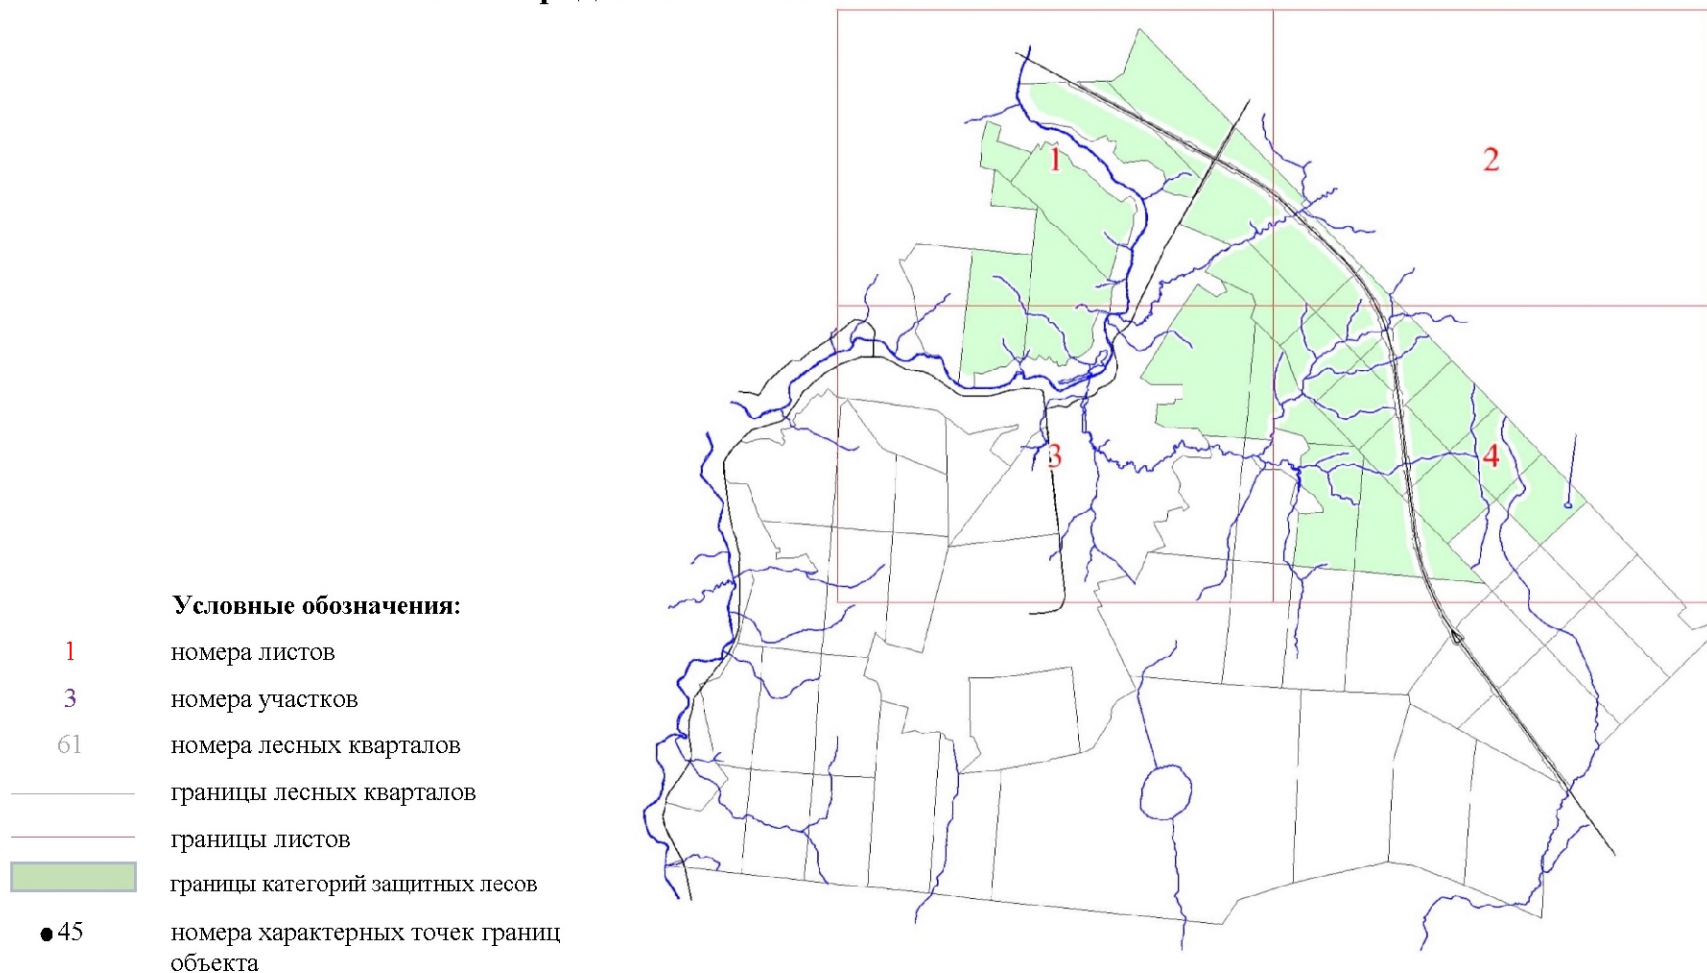 1
2
3
4
Условные обозначения:
1 номера листов
3 номера участков
61 номера лесных кварталов
границы лесных кварталов
границы листов
границы категорий защитных лесов
45 номера характерных точек границ
объекта